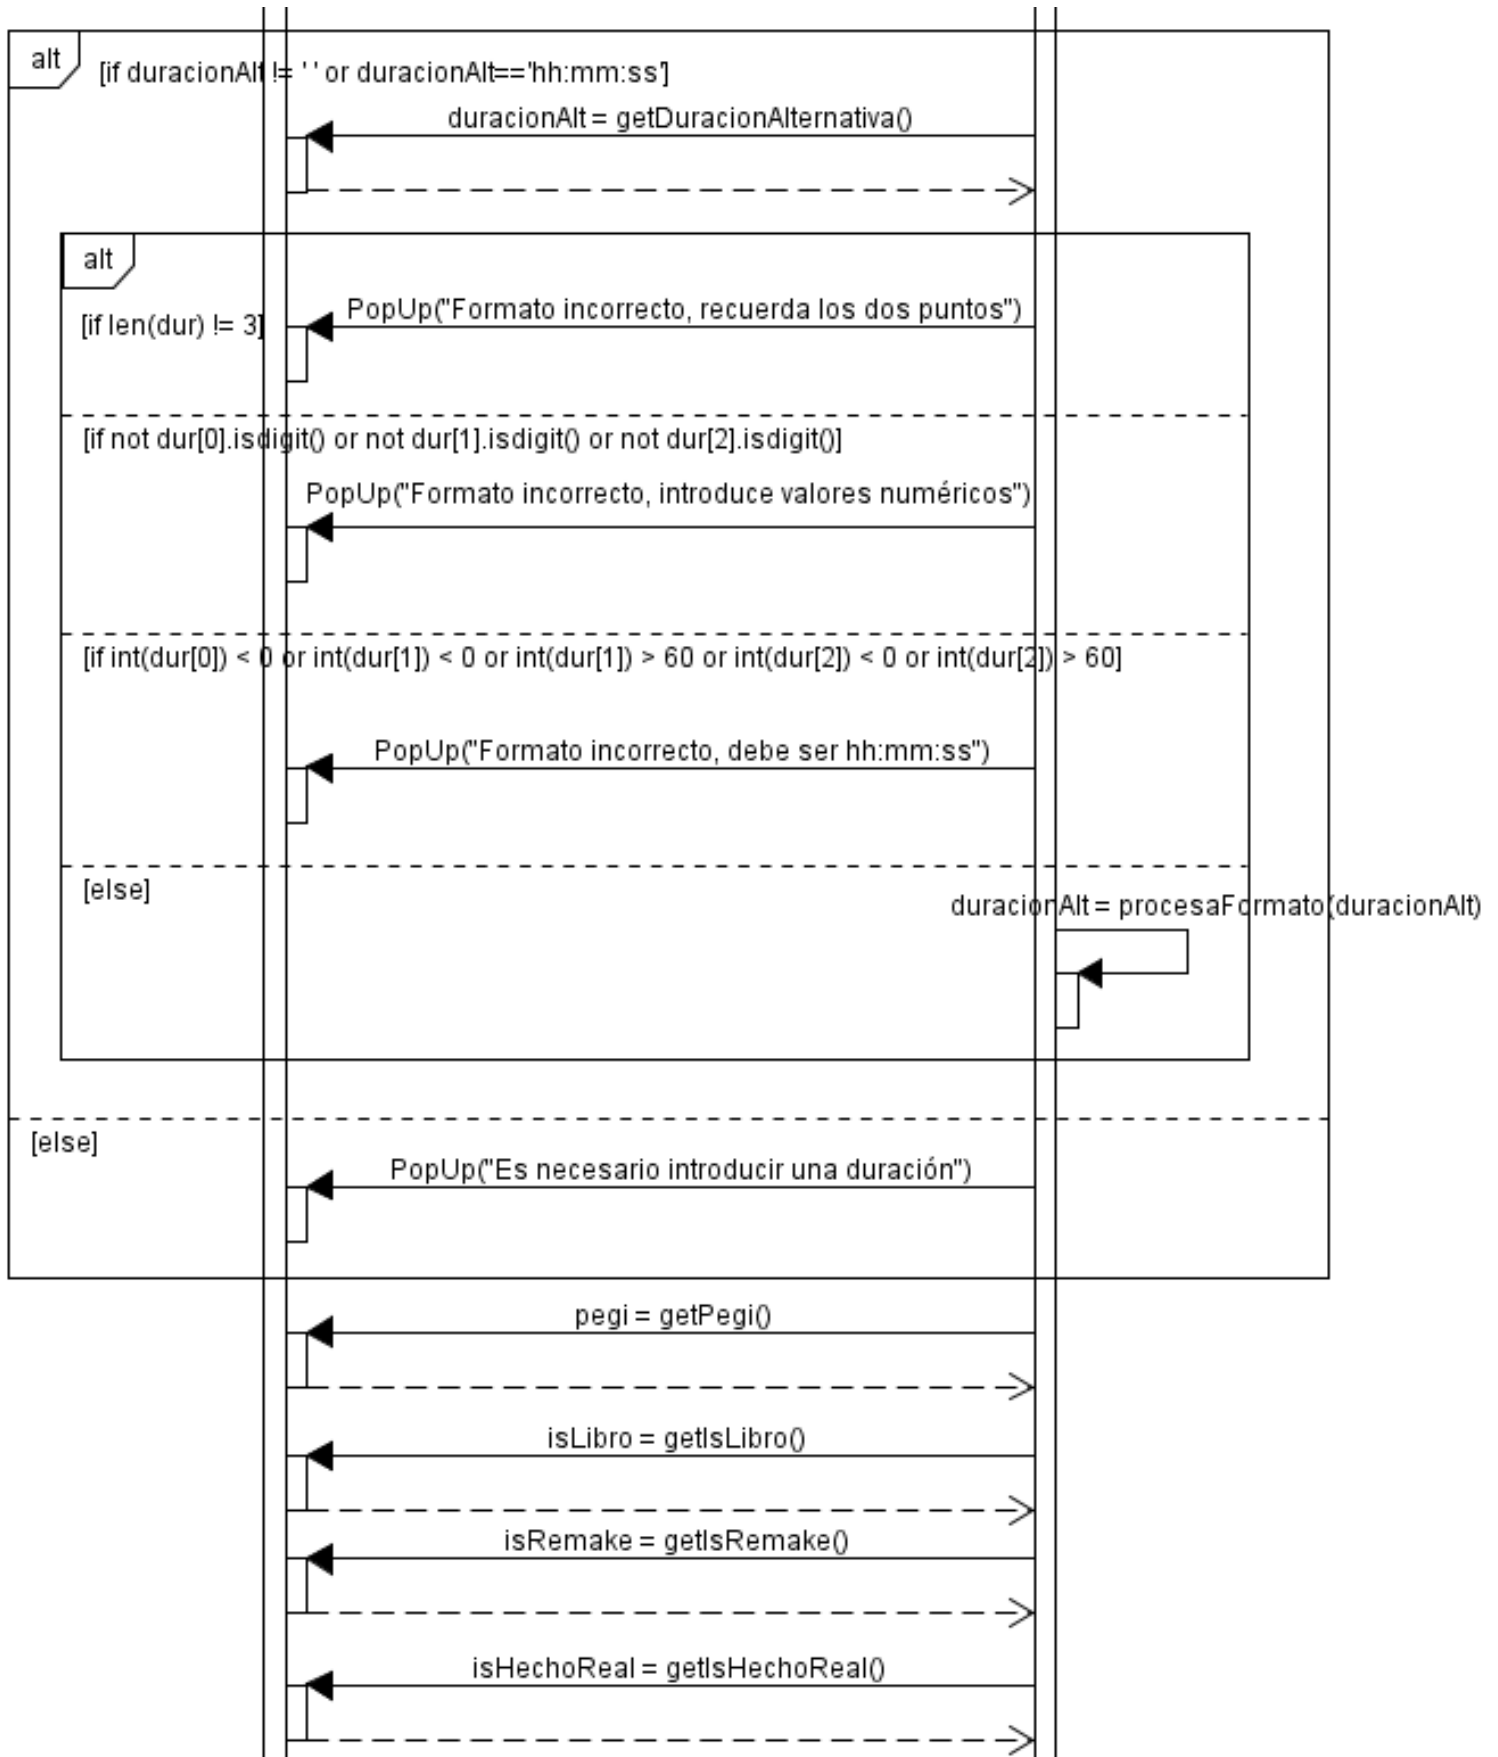 alt
[if duracionAlt != ' ' or duracionAlt=='hh:mm:ss']
duracionAlt = getDuracionAlternativa()
alt
PopUp("Formato incorrecto, recuerda los dos puntos")
[if len(dur) != 3]
[if not dur[0].isdigit() or not dur[1].isdigit() or not dur[2].isdigit()]
PopUp("Formato incorrecto, introduce valores numéricos")
[if int(dur[0]) < 0 or int(dur[1]) < 0 or int(dur[1]) > 60 or int(dur[2]) < 0 or int(dur[2]) > 60]
PopUp("Formato incorrecto, debe ser hh:mm:ss")
[else]
duracionAlt = procesaFormato(duracionAlt)
[else]
PopUp("Es necesario introducir una duración")
pegi = getPegi()
isLibro = getIsLibro()
isRemake = getIsRemake()
isHechoReal = getIsHechoReal()